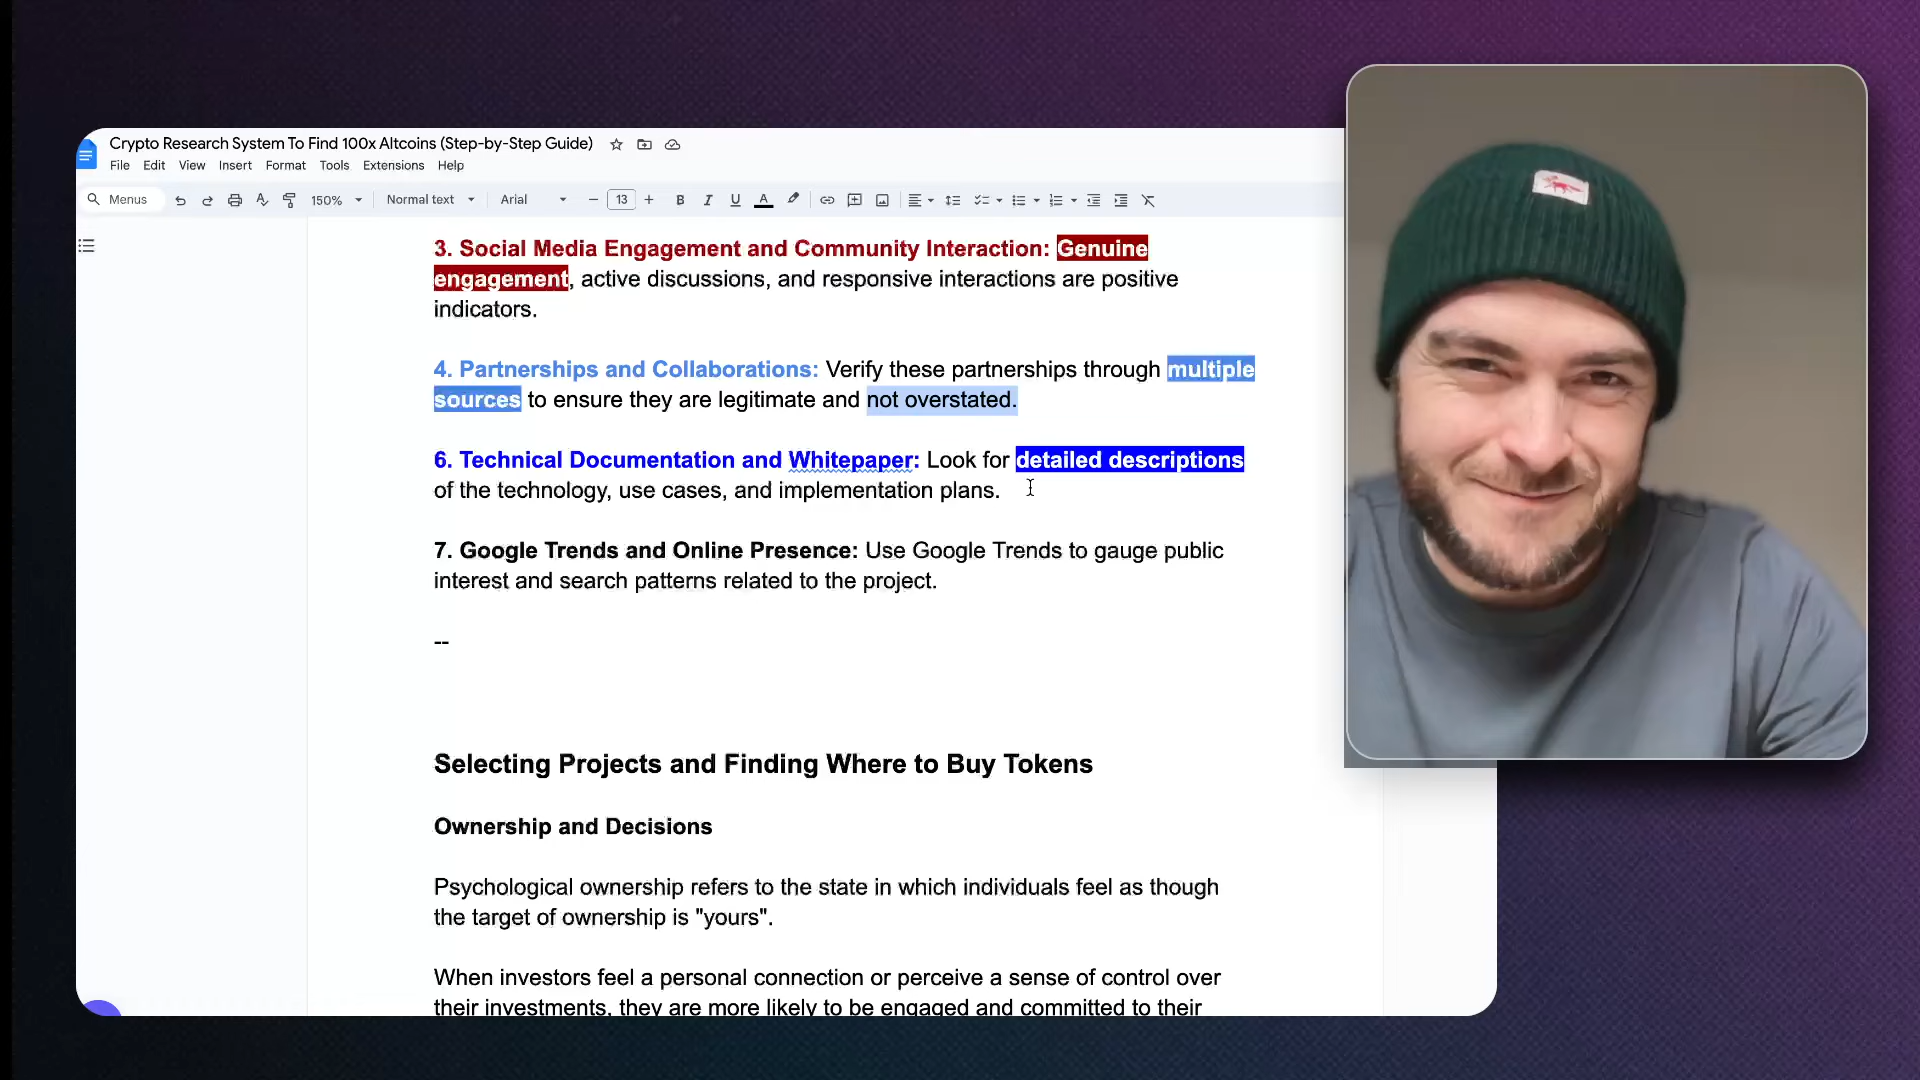 Crypto Research System To Find 100x Altcoins (Step-by-Step Guide)
File Edit View Insert Format Tools Extensions Help
Menus 150% Normal text Arial 13
3. Social Media Engagement and Community Interaction: Genuine
engagement, active discussions, and responsive interactions are positive
indicators.
4. Partnerships and Collaborations: Verify these partnerships through multiple
sources to ensure they are legitimate and not overstated.
6. Technical Documentation and Whitepaper: Look for detailed descriptions
of the technology, use cases, and implementation plans.
7. Google Trends and Online Presence: Use Google Trends to gauge public
interest and search patterns related to the project.
--
Selecting Projects and Finding Where to Buy Tokens
Ownership and Decisions
Psychological ownership refers to the state in which individuals feel as though
the target of ownership is "yours".
When investors feel a personal connection or perceive a sense of control over
their investments, they are more likely to be engaged and committed to their